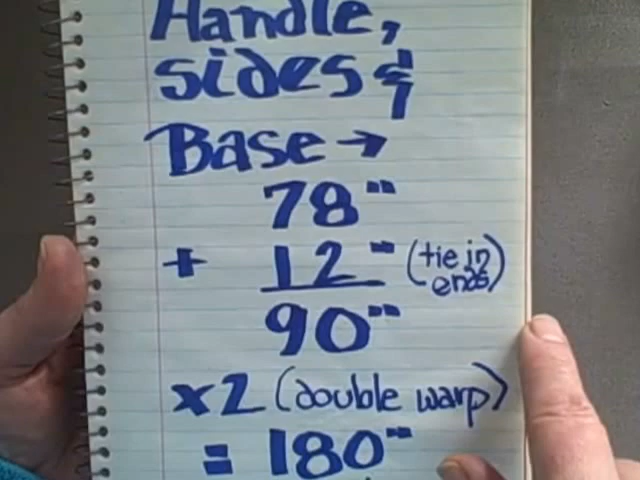 Handle,
sides &
Base →
78"
+ 12" (tie in ends)
90"
x2 (double warp)
= 180"